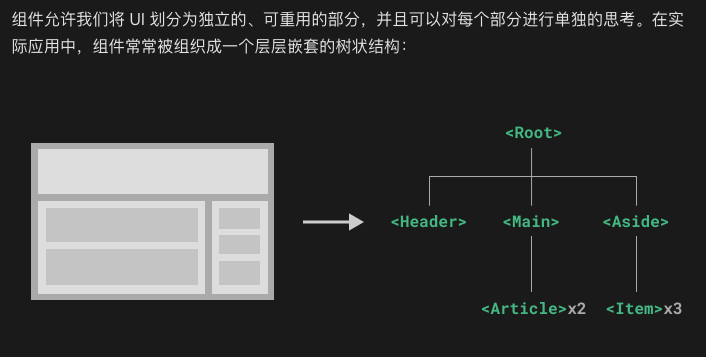 组件允许我们将 UI 划分为独立的、可重用的部分，并且可以对每个部分进行单独的思考。在实
际应用中，组件常常被组织成一个层层嵌套的树状结构：
<Root>
<Header> <Main> <Aside>
<Article>x2 <Item>x3